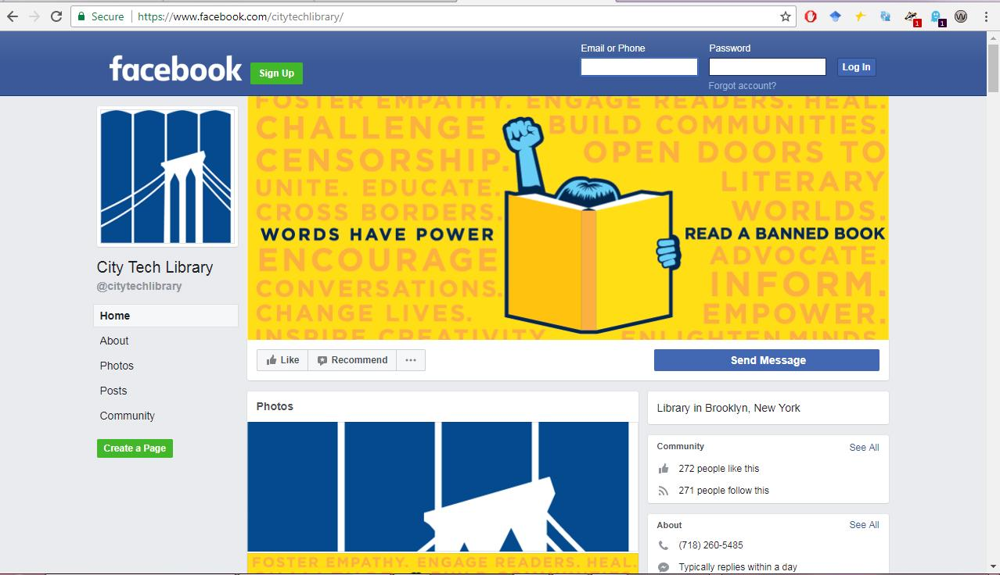 Secure
https://www.facebook.com/citytechlibrary/
1
1
W
Email or Phone
Password
facebook
Sign Up
Log In
Forgot account?
City Tech Library
@citytechlibrary
Home
About
Photos
Posts
Community
Create a Page
FOSTER EMPATHY. ENGAGE READERS. HEAL.
CHALLENGE
BUILD COMMUNITIES.
CENSORSHIP.
OPEN DOORS TO
UNITE. EDUCATE.
LITERARY
CROSS BORDERS.
WORLDS.
WORDS HAVE POWER
READ A BANNED BOOK
ENCOURAGE
ADVOCATE.
CONVERSATIONS.
INFORM.
CHANGE LIVES.
EMPOWER.
INSPIRE CREATIVITY
ENLIGHTEN MINDS.
Like
Recommend
...
Send Message
Photos
FOSTER EMPATHY. ENGAGE READERS. HEAL.
Library in Brooklyn, New York
Community
See All
272 people like this
271 people follow this
About
See All
(718) 260-5485
Typically replies within a day